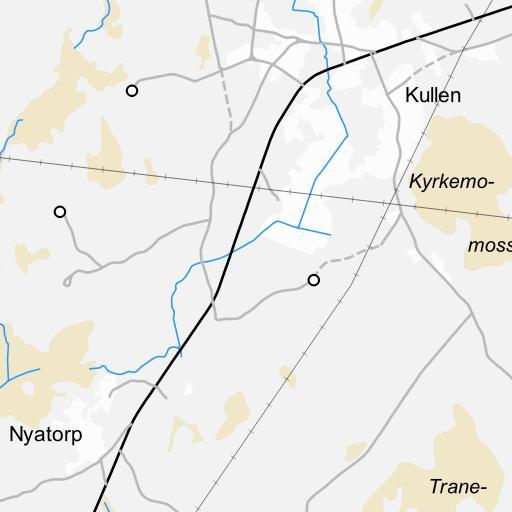 Kullen
Kyrkemo-
moss
Nyatorp
Trane-